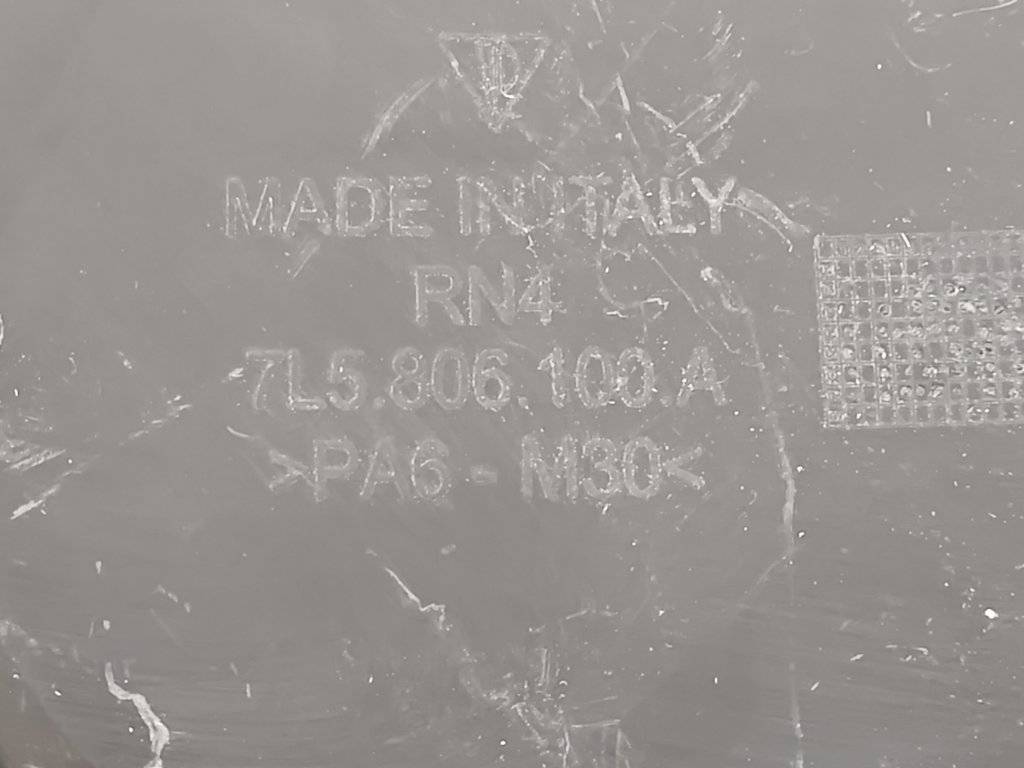 MADE IN ITALY
RN4
7L5.806.100.A
>PA6 - M30<